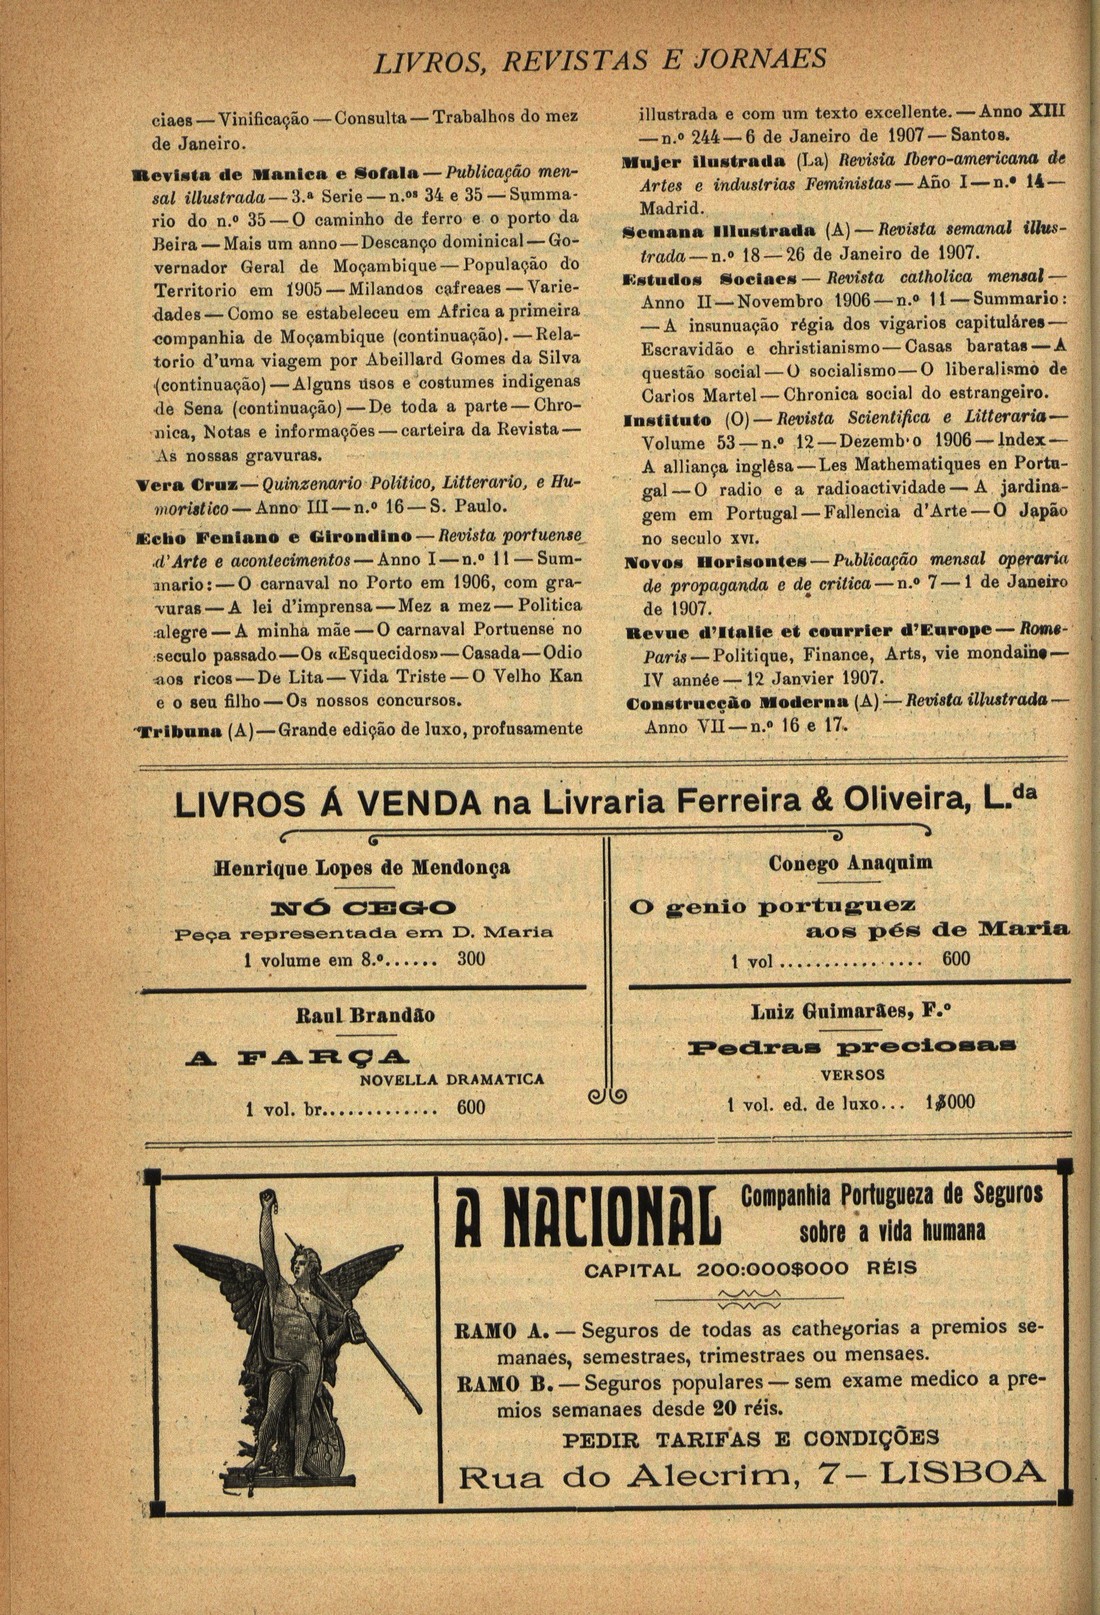 LIVROS, REVISTAS E JORNAES
ciaes — Vinificação — Consulta — Trabalhos do mez
de Janeiro.
Revista de Manica e Sofala — Publicação men-
sal illustrada — 3.ª Serie — n.ºs 34 e 35 — Summa-
rio do n.º 35 — O caminho de ferro e o porto da
Beira — Mais um anno — Descanço dominical — Go-
vernador Geral de Moçambique — População do
Territorio em 1905 — Milandos cafreaes — Varie-
dades — Como se estabeleceu em Africa a primeira
companhia de Moçambique (continuação). — Rela-
torio d'uma viagem por Abeillard Gomes da Silva
(continuação) — Alguns usos e costumes indigenas
de Sena (continuação) — De toda a parte — Chro-
nica, Notas e informações — carteira da Revista —
As nossas gravuras.
Vera Cruz — Quinzenario Politico, Litterario, e Hu-
moristico — Anno III — n.º 16 — S. Paulo.
Echo Feniano e Girondino — Revista portuense
d'Arte e acontecimentos — Anno I — n.º 11 — Sum-
mario: — O carnaval no Porto em 1906, com gra-
vuras — A lei d'imprensa — Mez a mez — Politica
alegre — A minha mãe — O carnaval Portuense no
seculo passado — Os «Esquecidos» — Casada — Odio
aos ricos — De Lita — Vida Triste — O Velho Kan
e o seu filho — Os nossos concursos.
Tribuna (A) — Grande edição de luxo, profusamente
illustrada e com um texto excellente. — Anno XIII
— n.º 244 — 6 de Janeiro de 1907 — Santos.
Mujer ilustrada (La) Revisia Ibero-americana de
Artes e industrias Feministas — Año I — n.º 14 —
Madrid.
Semana Illustrada (A) — Revista semanal illus-
trada — n.º 18 — 26 de Janeiro de 1907.
Estudos Sociaes — Revista catholica mensal —
Anno II — Novembro 1906 — n.º 11 — Summario:
— A insunuação régia dos vigarios capituláres —
Escravidão e christianismo — Casas baratas — A
questão social — O socialismo — O liberalismo de
Carlos Martel — Chronica social do estrangeiro.
Instituto (O) — Revista Scientifica e Litteraria —
Volume 53 — n.º 12 — Dezembro 1906 — Index —
A alliança inglêsa — Les Mathematiques en Portu-
gal — O radio e a radioactividade — A jardina-
gem em Portugal — Fallencia d'Arte — O Japão
no seculo XVI.
Novos Horisontes — Publicação mensal operaria
de propaganda e de critica — n.º 7 — 1 de Janeiro
de 1907.
Revue d'Italie et courrier d'Europe — Rome-
Paris — Politique, Finance, Arts, vie mondaine —
IV année — 12 Janvier 1907.
Construcção Moderna (A) — Revista illustrada —
Anno VII — n.º 16 e 17.
LIVROS Á VENDA na Livraria Ferreira & Oliveira, L.da
Henrique Lopes de Mendonça
NÓ CEGO
Peça representada em D. Maria
1 volume em 8.º...... 300
Raul Brandão
A FARÇA
NOVELLA DRAMATICA
1 vol. br............. 600
Conego Anaquim
O genio portuguez
aos pés de Maria
1 vol ................ 600
Luiz Guimarães, F.º
Pedras preciosas
VERSOS
1 vol. ed. de luxo... 1$000
A NACIONAL
Companhia Portugueza de Seguros
sobre a vida humana
CAPITAL 200:000$000 RÉIS
RAMO A. — Seguros de todas as cathegorias a premios se-
manaes, semestraes, trimestraes ou mensaes.
RAMO B. — Seguros populares — sem exame medico a pre-
mios semanaes desde 20 réis.
PEDIR TARIFAS E CONDIÇÕES
Rua do Alecrim, 7 — LISBOA